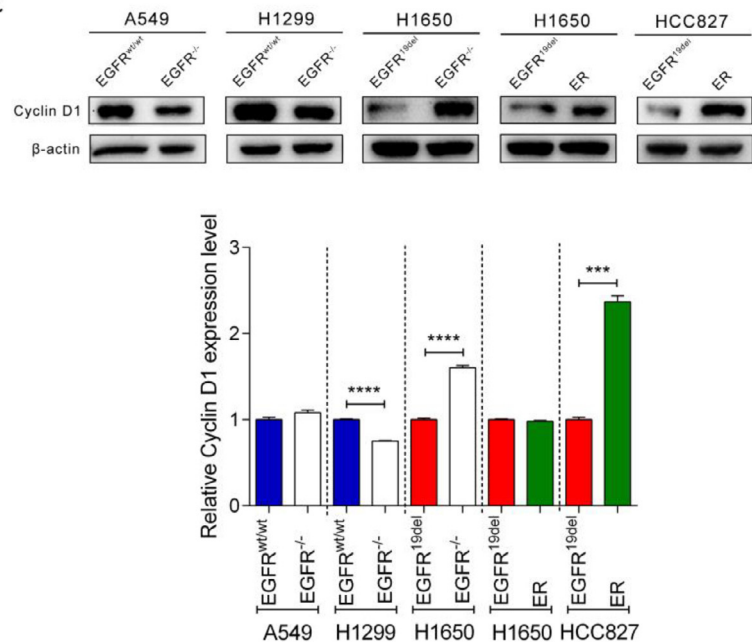 A549 H1299 H1650 H1650 HCC827
EGFRwt/wt EGFR-/- EGFRwt/wt EGFR-/- EGFR19del EGFR-/- EGFR19del ER EGFR19del ER
Cyclin D1
β-actin
Relative Cyclin D1 expression level
3
2
1
0
**** **** ***
EGFRwt/wt EGFR-/- EGFRwt/wt EGFR-/- EGFR19del EGFR-/- EGFR19del ER EGFR19del ER
A549 H1299 H1650 H1650 HCC827